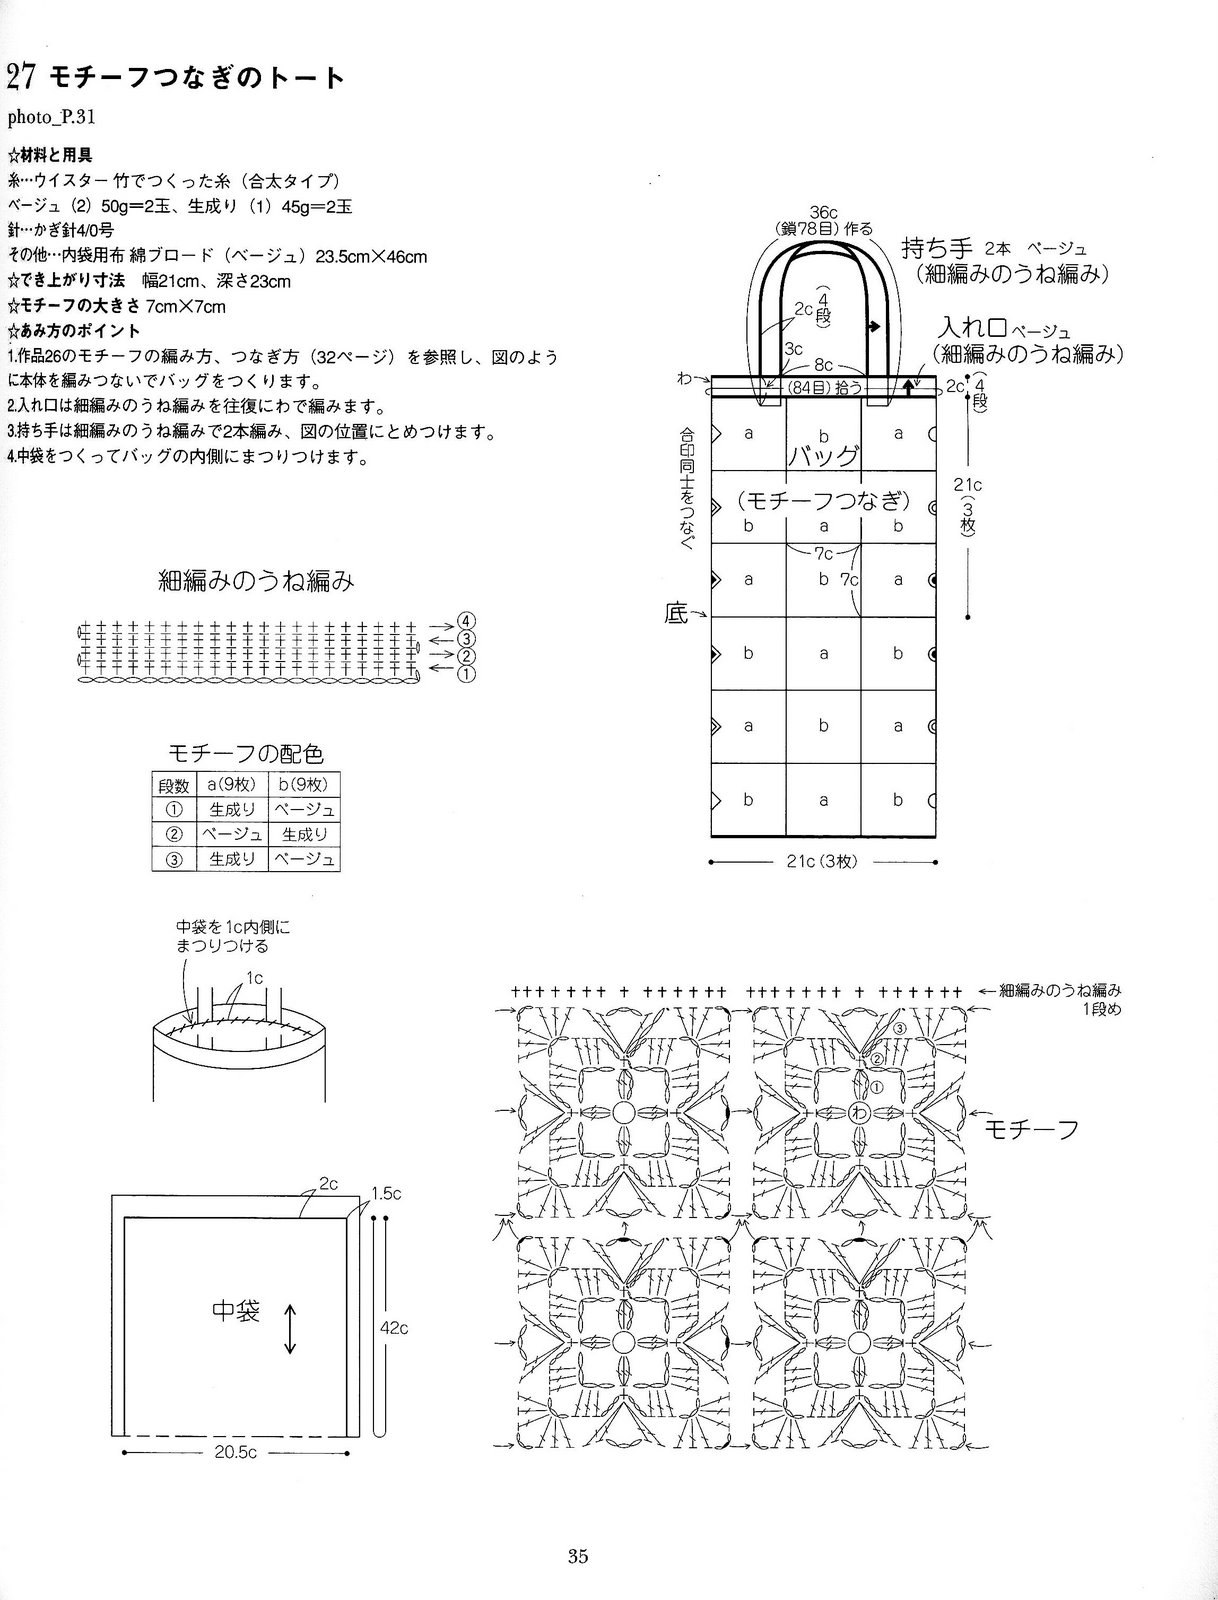 27 モチーフつなぎのトート
photo_P.31
☆材料と用具
糸…ウイスター 竹でつくった糸（合太タイプ）
ベージュ（2）50g＝2玉、生成り（1）45g＝2玉
針…かぎ針4/0号
その他…内袋用布 綿ブロード（ベージュ）23.5cm×46cm
☆でき上がり寸法　幅21cm、深さ23cm
☆モチーフの大きさ 7cm×7cm
☆あみ方のポイント
1.作品26のモチーフの編み方、つなぎ方（32ページ）を参照し、図のよう
に本体を編みつないでバッグをつくります。
2.入れ口は細編みのうね編みを往復にわで編みます。
3.持ち手は細編みのうね編みで2本編み、図の位置にとめつけます。
4.中袋をつくってバッグの内側にまつりつけます。
36c
（鎖78目）作る
持ち手 2本 ベージュ
（細編みのうね編み）
2c（4段）
入れ口 ベージュ
（細編みのうね編み）
3c
8c
わ
（84目）拾う
2c（4段）
合印同士をつなぐ
a b a
バッグ
（モチーフつなぎ）
21c（3枚）
b a b
7c
a b 7c a
底
b a b
a b a
b a b
21c（3枚）
細編みのうね編み
④
③
②
①
モチーフの配色
段数 a(9枚) b(9枚)
① 生成り ベージュ
② ベージュ 生成り
③ 生成り ベージュ
中袋を1c内側に
まつりつける
1c
2c
1.5c
中袋
42c
20.5c
細編みのうね編み
1段め
③
②
①
わ
モチーフ
35